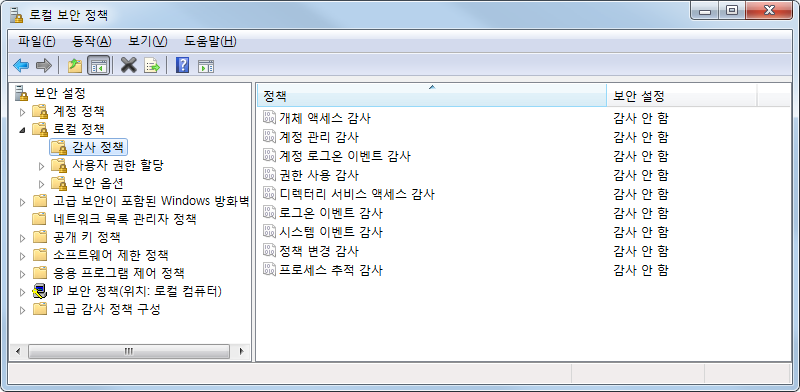 로컬 보안 정책
파일(F) 동작(A) 보기(V) 도움말(H)
보안 설정
계정 정책
로컬 정책
감사 정책
사용자 권한 할당
보안 옵션
고급 보안이 포함된 Windows 방화벽
네트워크 목록 관리자 정책
공개 키 정책
소프트웨어 제한 정책
응용 프로그램 제어 정책
IP 보안 정책(위치: 로컬 컴퓨터)
고급 감사 정책 구성
정책 보안 설정
개체 액세스 감사 감사 안 함
계정 관리 감사 감사 안 함
계정 로그온 이벤트 감사 감사 안 함
권한 사용 감사 감사 안 함
디렉터리 서비스 액세스 감사 감사 안 함
로그온 이벤트 감사 감사 안 함
시스템 이벤트 감사 감사 안 함
정책 변경 감사 감사 안 함
프로세스 추적 감사 감사 안 함